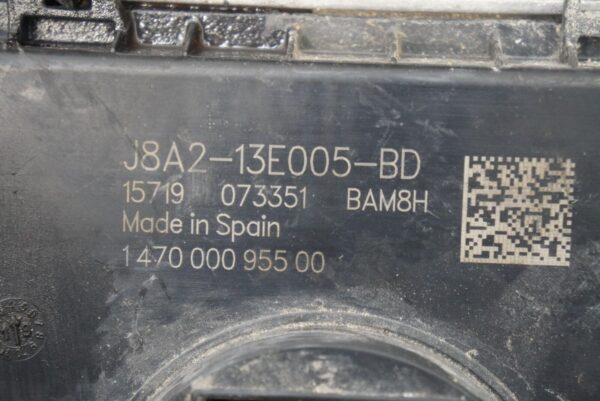 J8A2-13E005-BD
15719 073351 BAM8H
Made in Spain
1 470 000 955 00